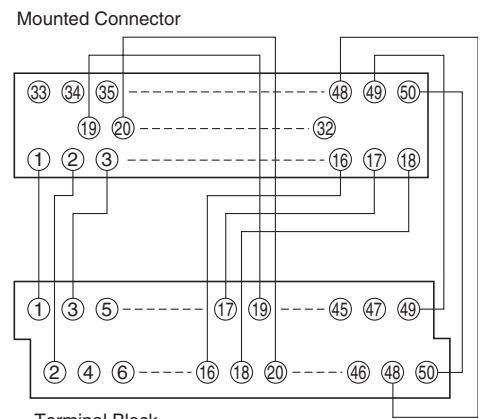 Mounted Connector
33 34 35 48 49 50
19 20 32
1 2 3 16 17 18
1 3 5 17 19 45 47 49
2 4 6 16 18 20 46 48 50
Terminal Block